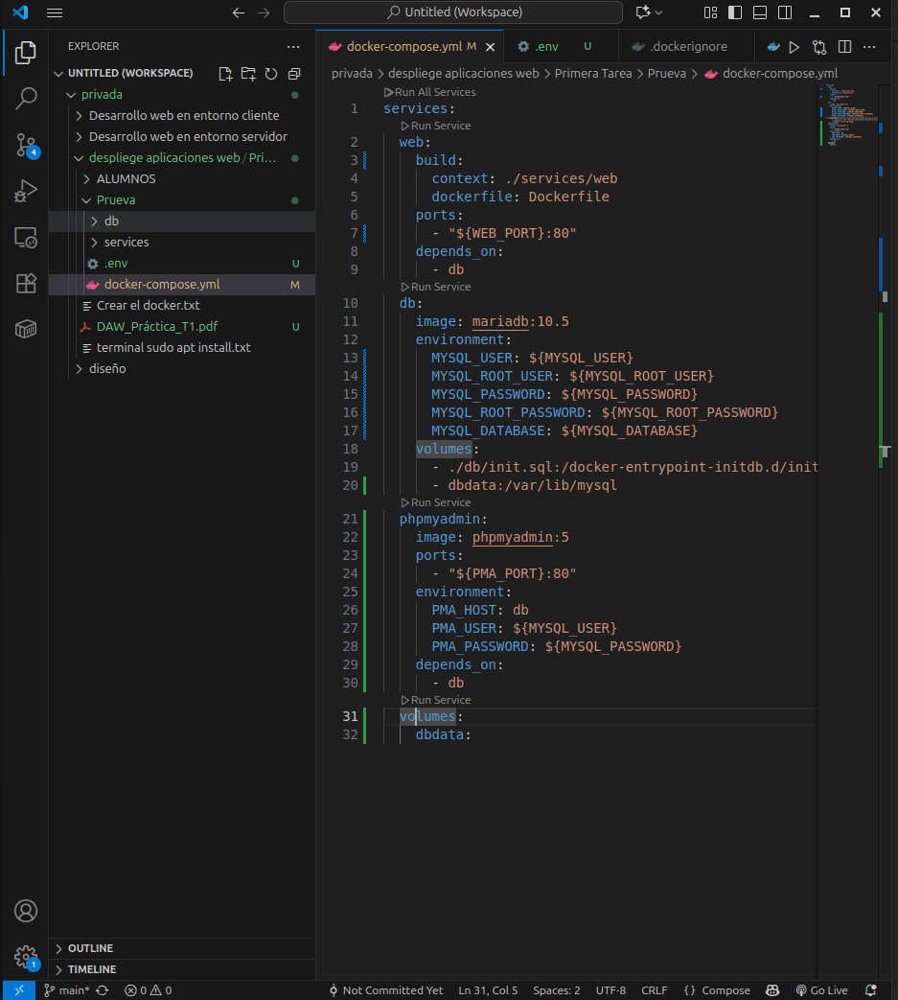 Untitled (Workspace)
EXPLORER
UNTITLED (WORKSPACE)
privada
Desarrollo web en entorno cliente
Desarrollo web en entorno servidor
despliege aplicaciones web / Pri...
ALUMNOS
Prueva
db
services
.env U
docker-compose.yml M
Crear el docker.txt
DAW_Práctica_T1.pdf U
terminal sudo apt install.txt
diseño
OUTLINE
TIMELINE
4
1
docker-compose.yml M
.env U
.dockerignore
privada > despliege aplicaciones web > Primera Tarea > Prueva > docker-compose.yml
Run All Services
1 services:
Run Service
2 web:
3 build:
4 context: ./services/web
5 dockerfile: Dockerfile
6 ports:
7 - "${WEB_PORT}:80"
8 depends_on:
9 - db
Run Service
10 db:
11 image: mariadb:10.5
12 environment:
13 MYSQL_USER: ${MYSQL_USER}
14 MYSQL_ROOT_USER: ${MYSQL_ROOT_USER}
15 MYSQL_PASSWORD: ${MYSQL_PASSWORD}
16 MYSQL_ROOT_PASSWORD: ${MYSQL_ROOT_PASSWORD}
17 MYSQL_DATABASE: ${MYSQL_DATABASE}
18 volumes:
19 - ./db/init.sql:/docker-entrypoint-initdb.d/init
20 - dbdata:/var/lib/mysql
Run Service
21 phpmyadmin:
22 image: phpmyadmin:5
23 ports:
24 - "${PMA_PORT}:80"
25 environment:
26 PMA_HOST: db
27 PMA_USER: ${MYSQL_USER}
28 PMA_PASSWORD: ${MYSQL_PASSWORD}
29 depends_on:
30 - db
Run Service
31 volumes:
32 dbdata:
main* 0 0 Not Committed Yet Ln 31, Col 5 Spaces: 2 UTF-8 CRLF {} Compose Go Live